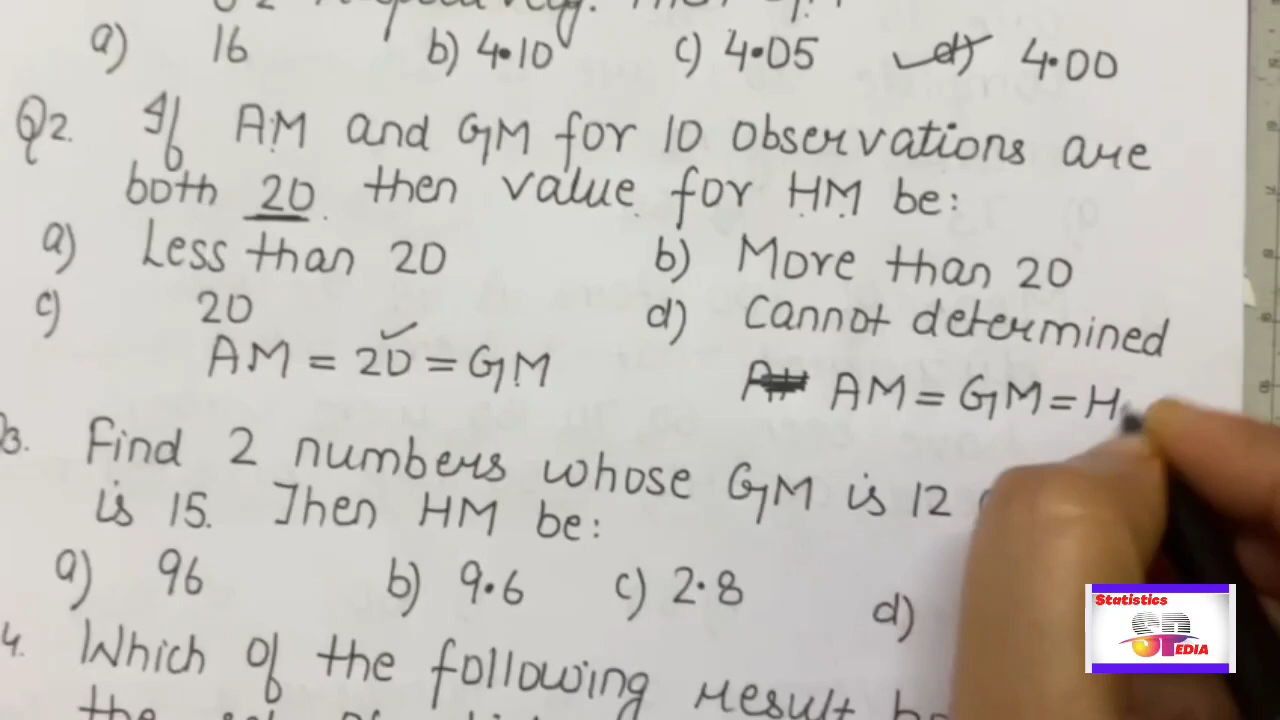 a) 16 b) 4.10 c) 4.05 d) 4.00
Q2. If AM and GM for 10 observations are
both 20. then value for HM be:
a) Less than 20 b) More than 20
c) 20 d) Cannot determined
AM = 20 = GM AM = GM = H
3. Find 2 numbers whose GM is 12
is 15. Then HM be:
a) 96 b) 9.6 c) 2.8 d)
4. Which of the following result
the
Statistics
PEDIA